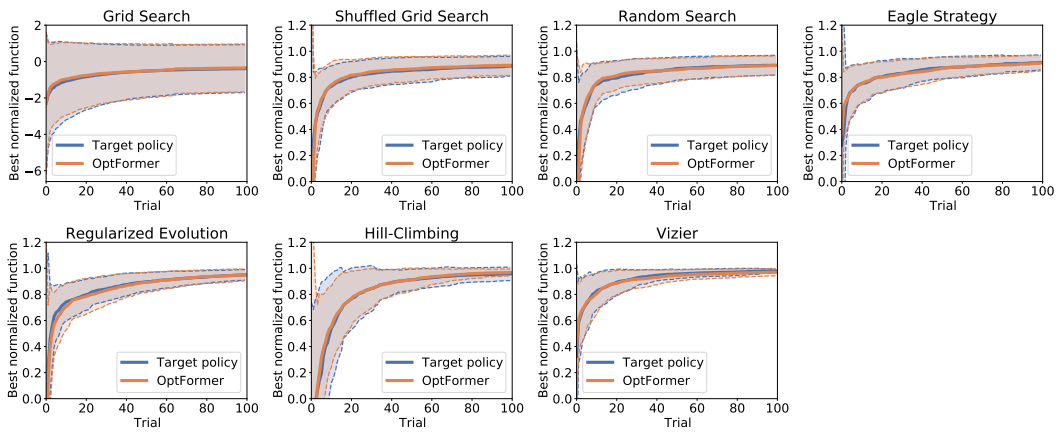 Grid Search
Best normalized function
2
0
−2
−4
−6
Target policy
OptFormer
0 20 40 60 80 100
Trial
Shuffled Grid Search
Best normalized function
1.2
1.0
0.8
0.6
0.4
0.2
0.0
Target policy
OptFormer
0 20 40 60 80 100
Trial
Random Search
Best normalized function
1.2
1.0
0.8
0.6
0.4
0.2
0.0
Target policy
OptFormer
0 20 40 60 80 100
Trial
Eagle Strategy
Best normalized function
1.2
1.0
0.8
0.6
0.4
0.2
0.0
Target policy
OptFormer
0 20 40 60 80 100
Trial
Regularized Evolution
Best normalized function
1.2
1.0
0.8
0.6
0.4
0.2
0.0
Target policy
OptFormer
0 20 40 60 80 100
Trial
Hill-Climbing
Best normalized function
1.2
1.0
0.8
0.6
0.4
0.2
0.0
Target policy
OptFormer
0 20 40 60 80 100
Trial
Vizier
Best normalized function
1.2
1.0
0.8
0.6
0.4
0.2
0.0
Target policy
OptFormer
0 20 40 60 80 100
Trial